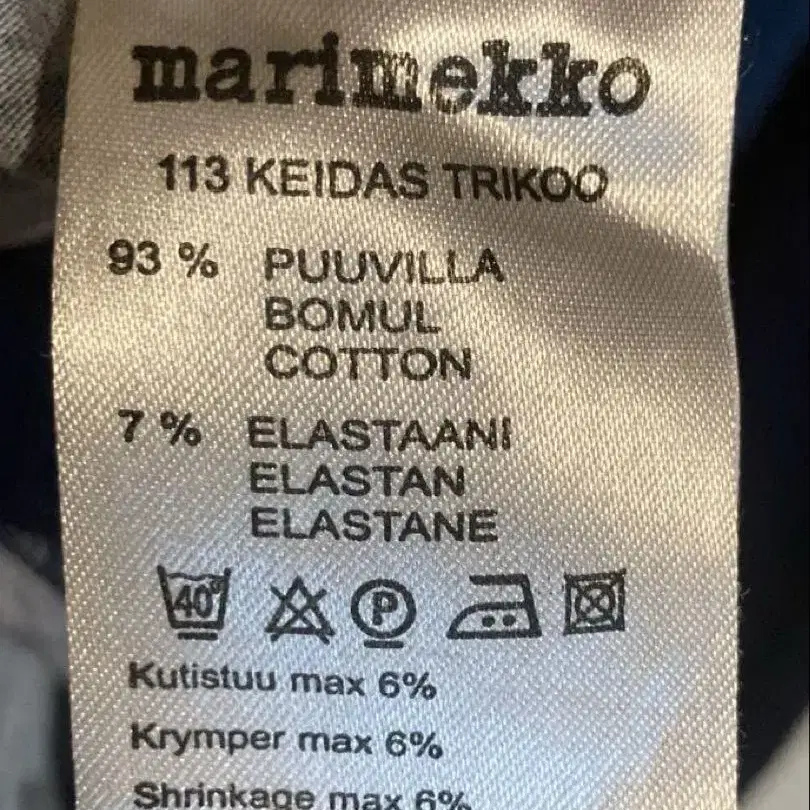 marimekko
113 KEIDAS TRIKOO
93 % PUUVILLA
BOMUL
COTTON
7 % ELASTAANI
ELASTAN
ELASTANE
40° P
Kutistuu max 6%
Krymper max 6%
Shrinkage max 6%